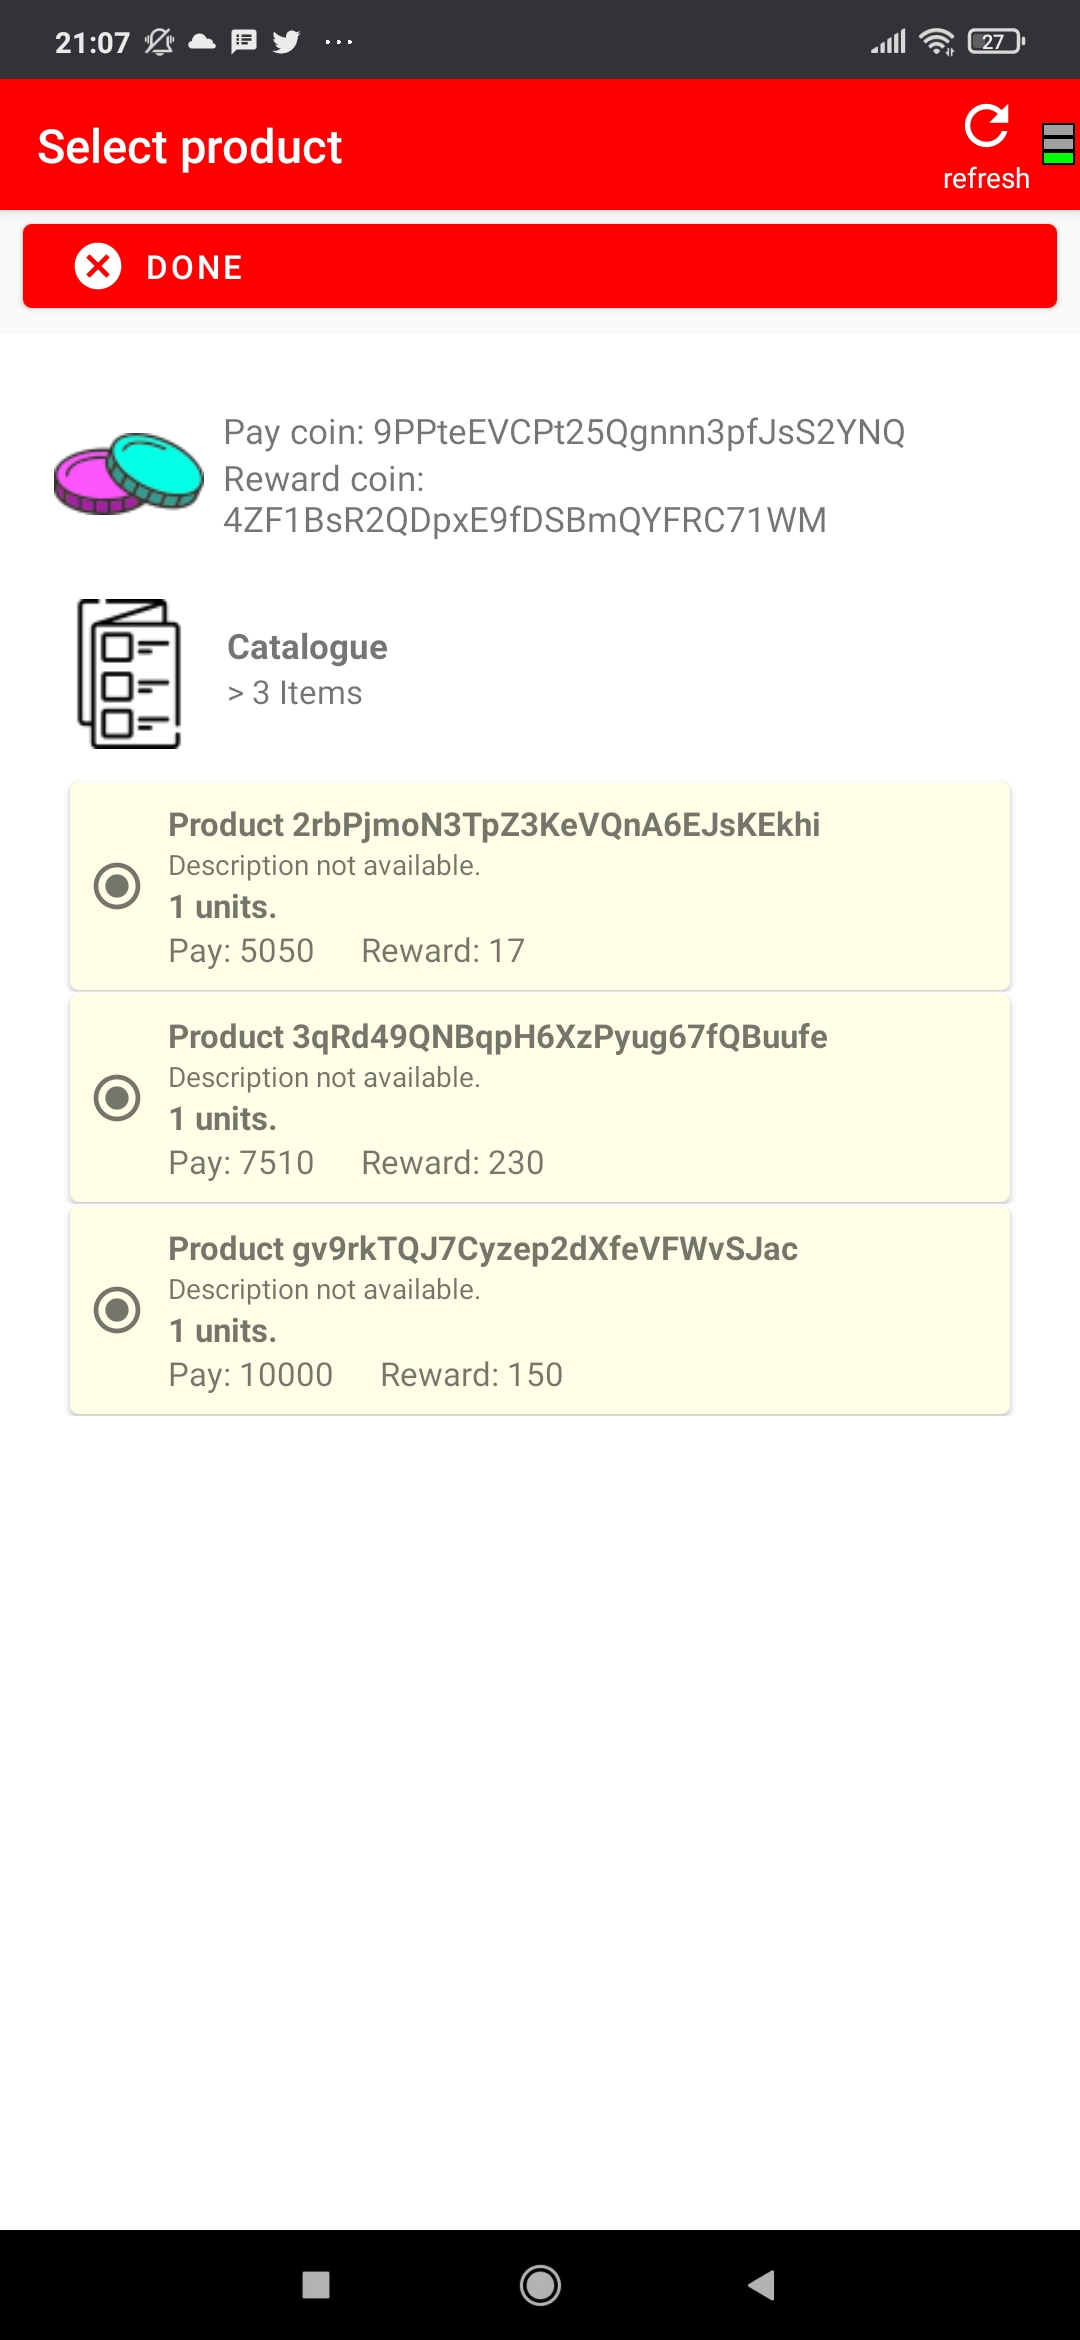 21:07
27
Select product
refresh
DONE
Pay coin: 9PPteEVCPt25Qgnnn3pfJsS2YNQ
Reward coin:
4ZF1BsR2QDpxE9fDSBmQYFRC71WM
Catalogue
> 3 Items
Product 2rbPjmoN3TpZ3KeVQnA6EJsKEkhi
Description not available.
1 units.
Pay: 5050 Reward: 17
Product 3qRd49QNBqpH6XzPyug67fQBuufe
Description not available.
1 units.
Pay: 7510 Reward: 230
Product gv9rkTQJ7Cyzep2dXfeVFWvSJac
Description not available.
1 units.
Pay: 10000 Reward: 150